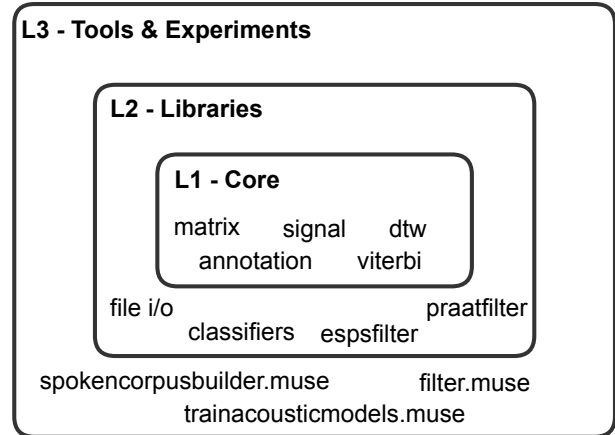 L3 - Tools & Experiments
L2 - Libraries
L1 - Core
matrix signal dtw
annotation viterbi
file i/o praatfilter
classifiers espsfilter
spokencorpusbuilder.muse filter.muse
trainacousticmodels.muse